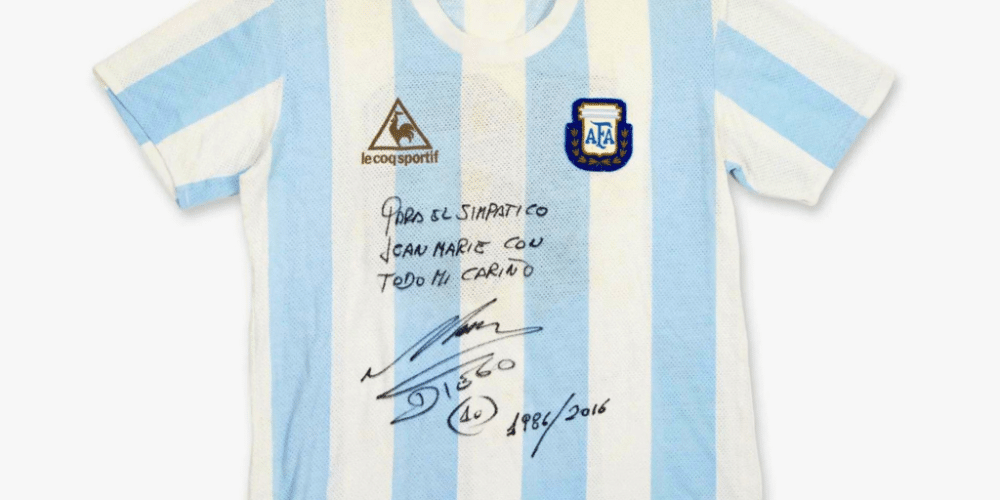 le coq sportif
AFA
PARA EL SIMPATICO
JEAN MARIE CON
TODO MI CARIÑO
DIEGO
10
1986/2016